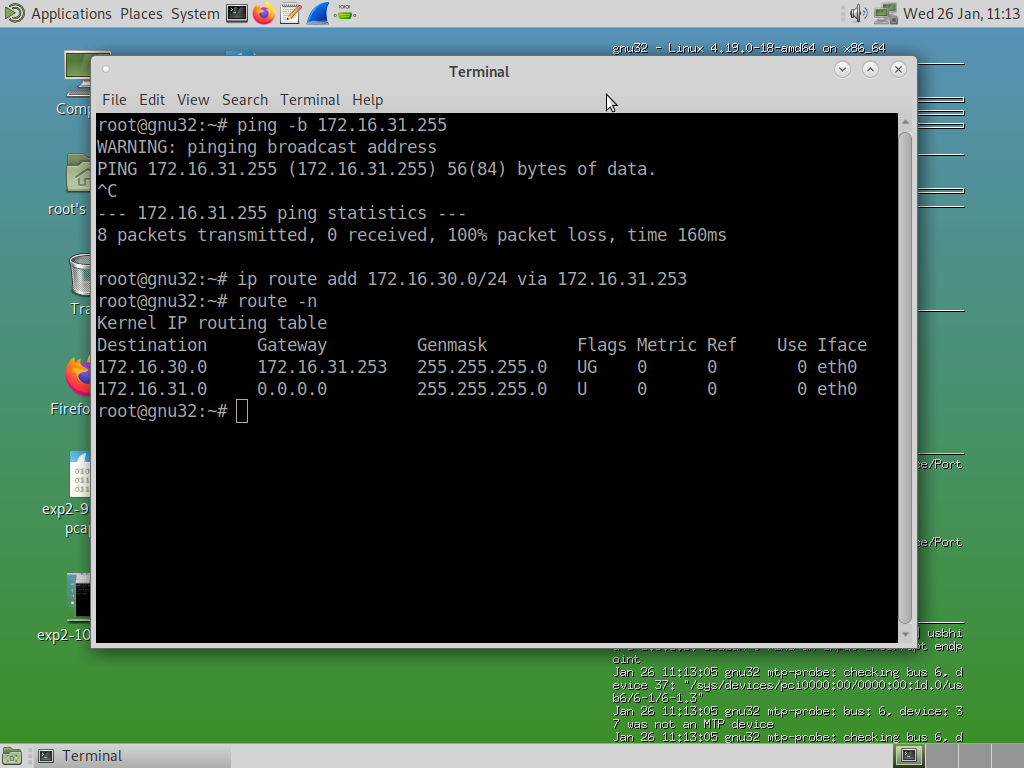 Applications Places System
Wed 26 Jan, 11:13
gnu32 - Linux 4.19.0-18-amd64 on x86_64
Terminal
File Edit View Search Terminal Help
root@gnu32:~# ping -b 172.16.31.255
WARNING: pinging broadcast address
PING 172.16.31.255 (172.16.31.255) 56(84) bytes of data.
^C
--- 172.16.31.255 ping statistics ---
8 packets transmitted, 0 received, 100% packet loss, time 160ms
root@gnu32:~# ip route add 172.16.30.0/24 via 172.16.31.253
root@gnu32:~# route -n
Kernel IP routing table
Destination Gateway Genmask Flags Metric Ref Use Iface
172.16.30.0 172.16.31.253 255.255.255.0 UG 0 0 0 eth0
172.16.31.0 0.0.0.0 255.255.255.0 U 0 0 0 eth0
root@gnu32:~#
Comp
root's
Tra
Firefo
exp2-9
pcap
exp2-10
ce/Port
ce/Port
usbhi
endp
oint
Jan 26 11:13:05 gnu32 mtp-probe: checking bus 6, d
evice 37: "/sys/devices/pci0000:00/0000:00:1d.0/us
b6/6-1/6-1.3"
Jan 26 11:13:05 gnu32 mtp-probe: bus: 6, device: 3
7 was not an MTP device
Jan 26 11:13:05 gnu32 mtp-probe: checking bus 6, d
Terminal